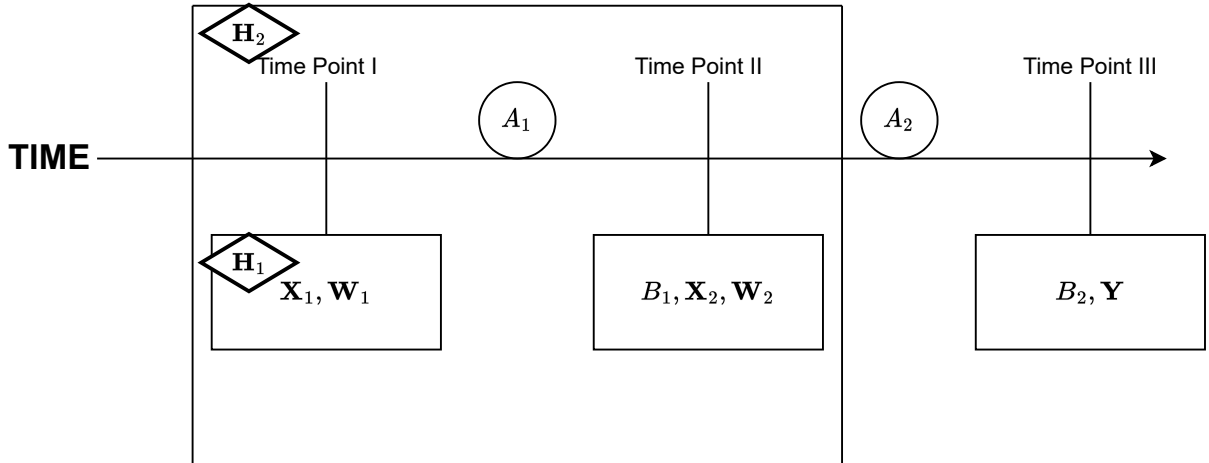 H₂
Time Point I
Time Point II
Time Point III
A₁
A₂
TIME
H₁
X₁, W₁
B₁, X₂, W₂
B₂, Y